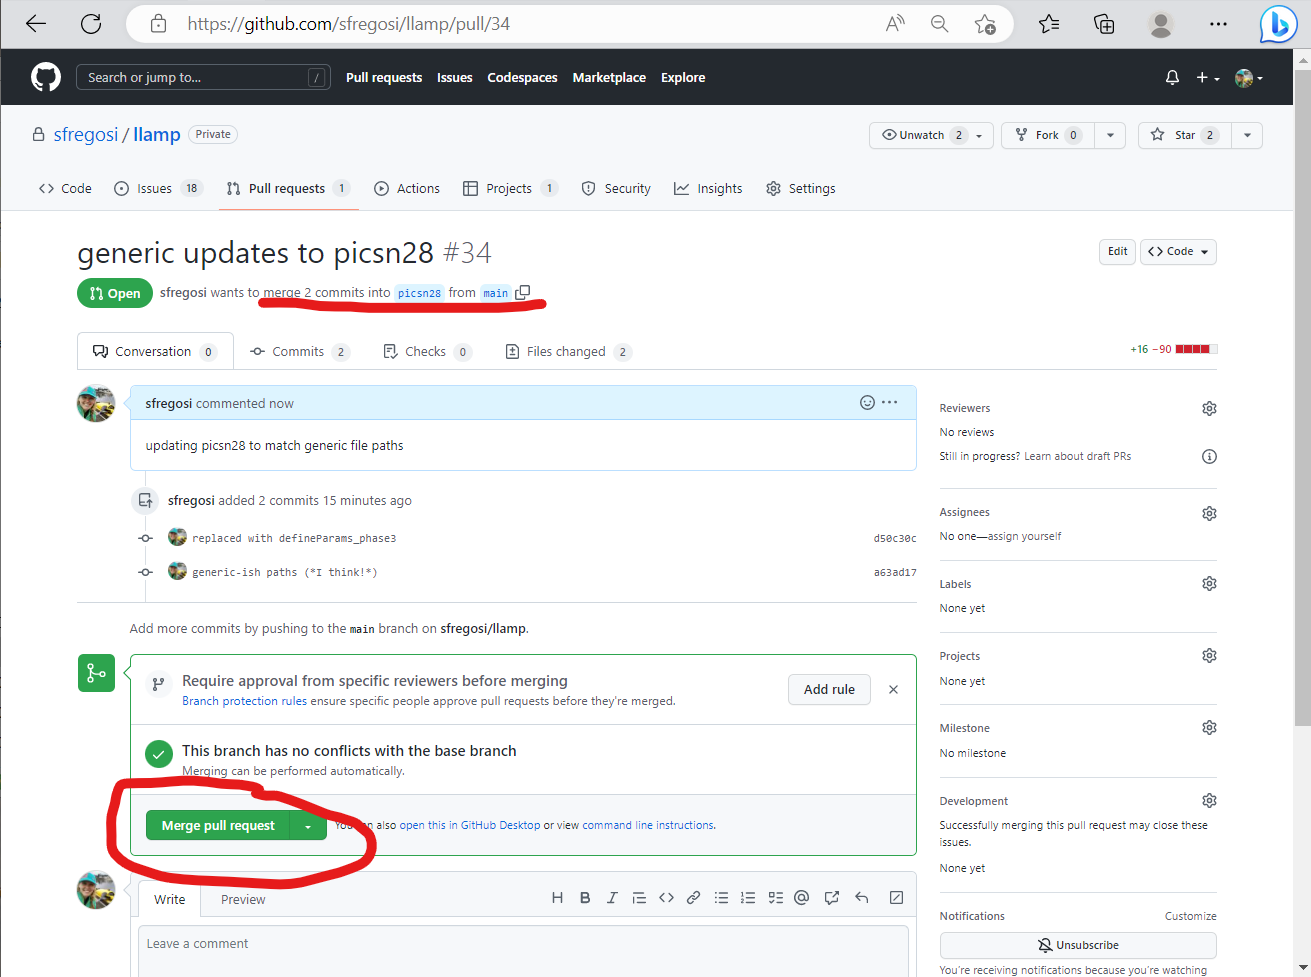 https://github.com/sfregosi/llamp/pull/34
Search or jump to... / Pull requests Issues Codespaces Marketplace Explore
sfregosi / llamp Private
Unwatch 2 Fork 0 Star 2
Code Issues 18 Pull requests 1 Actions Projects 1 Security Insights Settings
generic updates to picsn28 #34
Edit Code
Open sfregosi wants to merge 2 commits into picsn28 from main
Conversation 0 Commits 2 Checks 0 Files changed 2
+16 −90
sfregosi commented now
updating picsn28 to match generic file paths
sfregosi added 2 commits 15 minutes ago
replaced with defineParams_phase3 d50c30c
generic-ish paths (*I think!*) a63ad17
Add more commits by pushing to the main branch on sfregosi/llamp.
Require approval from specific reviewers before merging
Branch protection rules ensure specific people approve pull requests before they're merged.
Add rule
This branch has no conflicts with the base branch
Merging can be performed automatically.
Merge pull request You can also open this in GitHub Desktop or view command line instructions.
Write Preview
Leave a comment
Reviewers
No reviews
Still in progress? Learn about draft PRs
Assignees
No one—assign yourself
Labels
None yet
Projects
None yet
Milestone
No milestone
Development
Successfully merging this pull request may close these
issues.
None yet
Notifications Customize
Unsubscribe
You're receiving notifications because you're watching